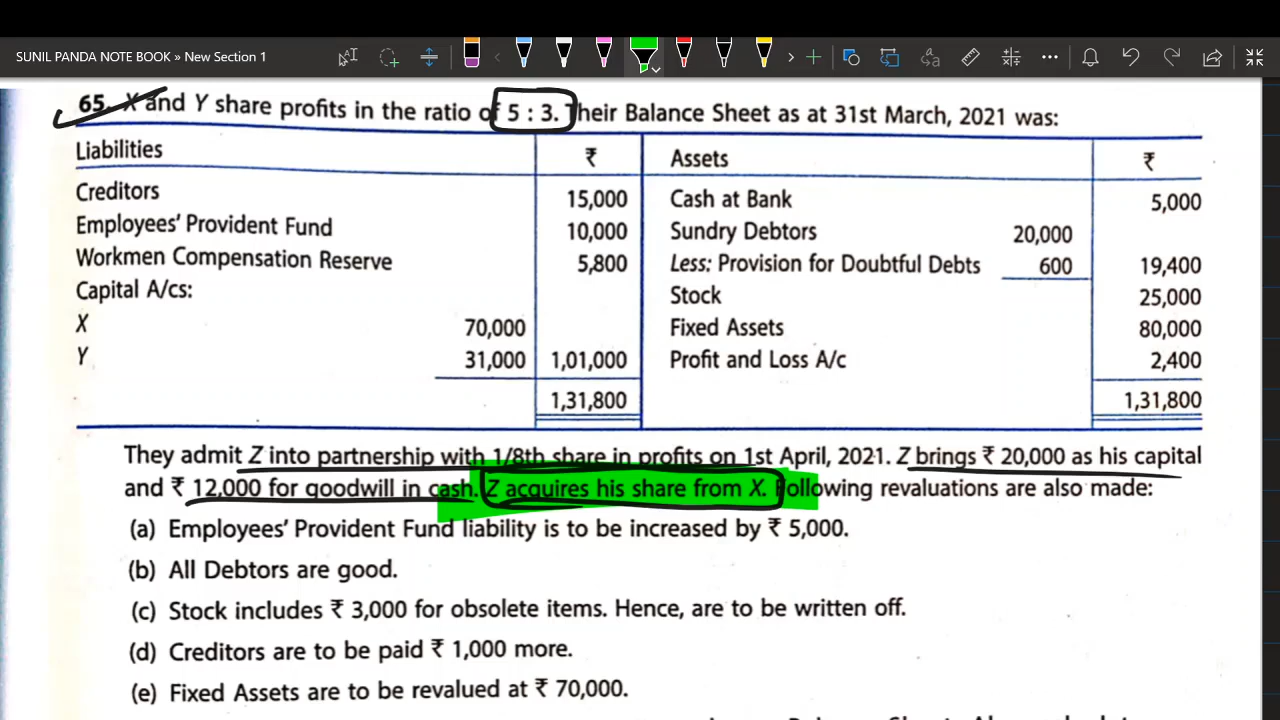 SUNIL PANDA NOTE BOOK » New Section 1
65. X and Y share profits in the ratio of 5 : 3. Their Balance Sheet as at 31st March, 2021 was:
Liabilities ₹ Assets ₹
Creditors 15,000 Cash at Bank 5,000
Employees' Provident Fund 10,000 Sundry Debtors 20,000
Workmen Compensation Reserve 5,800 Less: Provision for Doubtful Debts 600 19,400
Capital A/cs: Stock 25,000
X 70,000 Fixed Assets 80,000
Y 31,000 1,01,000 Profit and Loss A/c 2,400
1,31,800 1,31,800
They admit Z into partnership with 1/8th share in profits on 1st April, 2021. Z brings ₹ 20,000 as his capital
and ₹ 12,000 for goodwill in cash. Z acquires his share from X. Following revaluations are also made:
(a) Employees' Provident Fund liability is to be increased by ₹ 5,000.
(b) All Debtors are good.
(c) Stock includes ₹ 3,000 for obsolete items. Hence, are to be written off.
(d) Creditors are to be paid ₹ 1,000 more.
(e) Fixed Assets are to be revalued at ₹ 70,000.